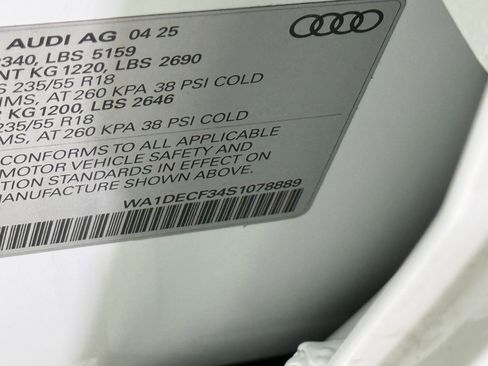 AUDI AG 04 25
340, LBS 5159
NT KG 1220, LBS 2690
S 235/55 R18
IMS, AT 260 KPA 38 PSI COLD
R KG 1200, LBS 2646
235/55 R18
IMS, AT 260 KPA 38 PSI COLD
CONFORMS TO ALL APPLICABLE
MOTOR VEHICLE SAFETY AND
TION STANDARDS IN EFFECT ON
MANUFACTURE SHOWN ABOVE.
WA1DECF34S1078889